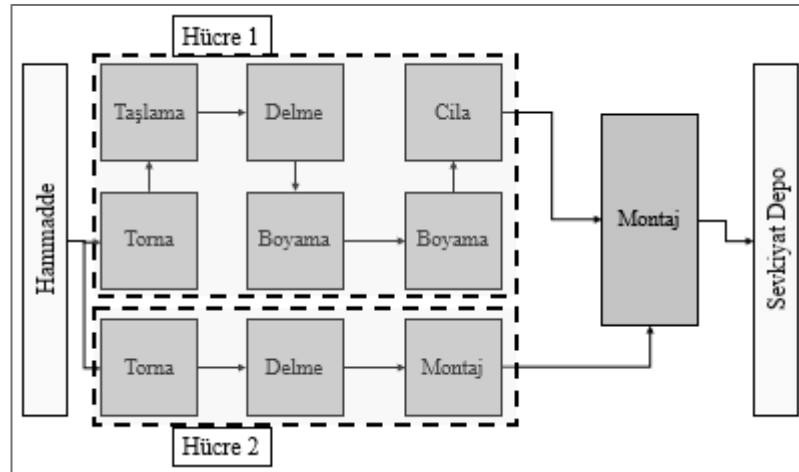 Hücre 1
Hammadde
Taşlama
Delme
Cila
Torna
Boyama
Boyama
Montaj
Sevkiyat Depo
Torna
Delme
Montaj
Hücre 2